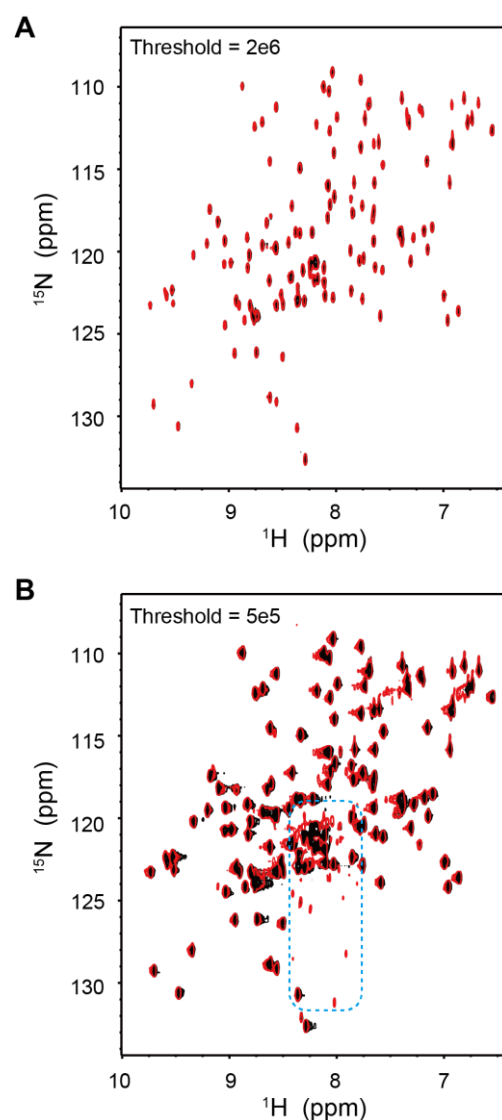 A
Threshold = 2e6
110
115
120
125
130
¹⁵N (ppm)
10 9 8 7
¹H (ppm)
B
Threshold = 5e5
110
115
120
125
130
¹⁵N (ppm)
10 9 8 7
¹H (ppm)